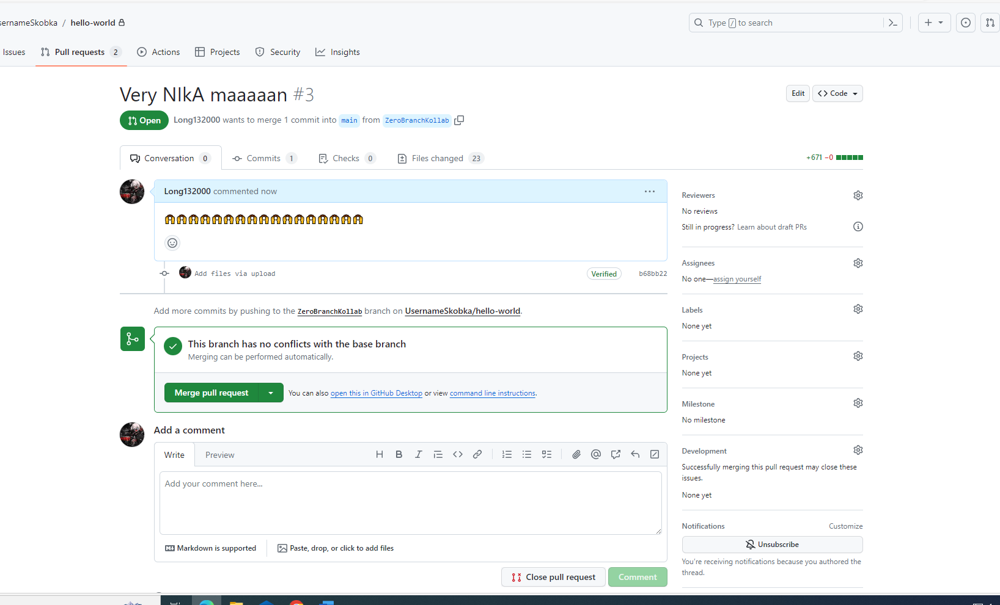 sernameSkobka / hello-world
Type / to search
Issues
Pull requests 2
Actions
Projects
Security
Insights
Very NIkA maaaaan #3
Edit
<> Code
Open
Long132000 wants to merge 1 commit into main from ZeroBranchKollab
Conversation 0
Commits 1
Checks 0
Files changed 23
+671 −0
Long132000 commented now
Add files via upload
Verified
b68bb22
Add more commits by pushing to the ZeroBranchKollab branch on UsernameSkobka/hello-world.
This branch has no conflicts with the base branch
Merging can be performed automatically.
Merge pull request
You can also open this in GitHub Desktop or view command line instructions.
Add a comment
Write
Preview
Add your comment here...
Markdown is supported
Paste, drop, or click to add files
Close pull request
Comment
Reviewers
No reviews
Still in progress? Learn about draft PRs
Assignees
No one—assign yourself
Labels
None yet
Projects
None yet
Milestone
No milestone
Development
Successfully merging this pull request may close these
issues.
None yet
Notifications
Customize
Unsubscribe
You're receiving notifications because you authored the
thread.